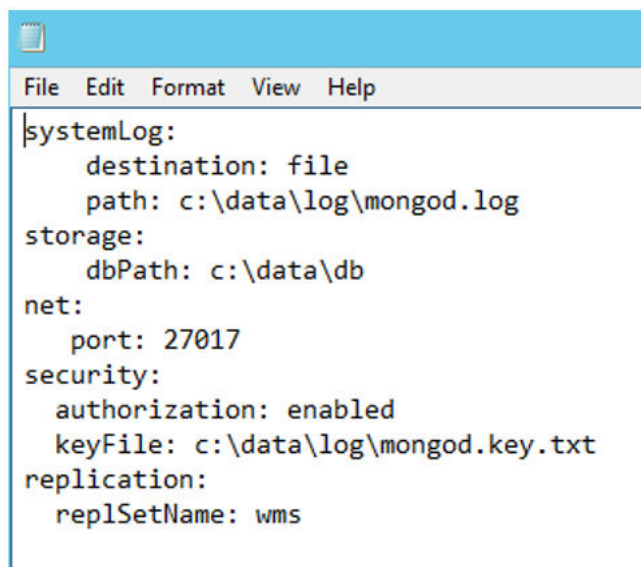 File Edit Format View Help
systemLog:
    destination: file
    path: c:\data\log\mongod.log
storage:
    dbPath: c:\data\db
net:
   port: 27017
security:
  authorization: enabled
  keyFile: c:\data\log\mongod.key.txt
replication:
  replSetName: wms